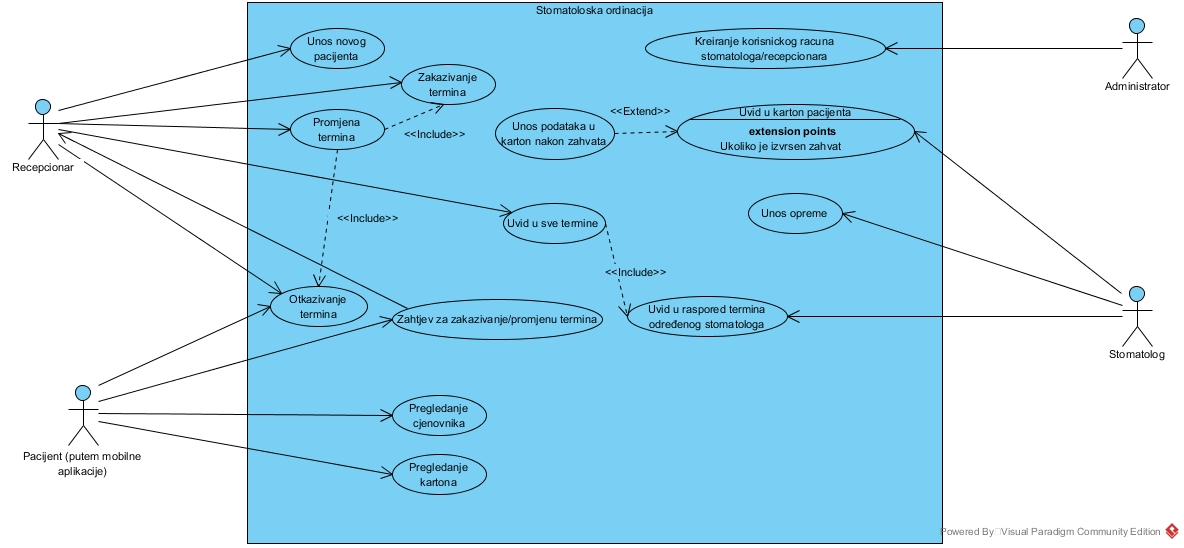 Stomatoloska ordinacija
Unos novog
pacijenta
Kreiranje korisnickog racuna
stomatologa/recepcionara
Administrator
Zakazivanje
termina
Recepcionar
Promjena
termina
<<Include>>
Unos podataka u
karton nakon zahvata
<<Extend>>
Uvid u karton pacijenta
extension points
Ukoliko je izvrsen zahvat
<<Include>>
Uvid u sve termine
Unos opreme
<<Include>>
Otkazivanje
termina
Zahtjev za zakazivanje/promjenu termina
Uvid u raspored termina
određenog stomatologa
Stomatolog
Pacijent (putem mobilne
aplikacije)
Pregledanje
cjenovnika
Pregledanje
kartona
Powered By Visual Paradigm Community Edition